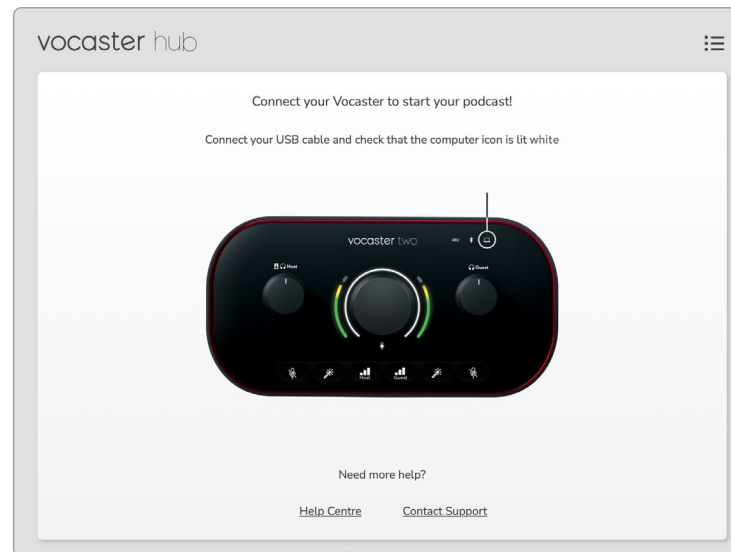 vocaster hub
Connect your Vocaster to start your podcast!
Connect your USB cable and check that the computer icon is lit white
vocaster two
48V
Host
Guest
Host
Guest
Need more help?
Help Centre
Contact Support